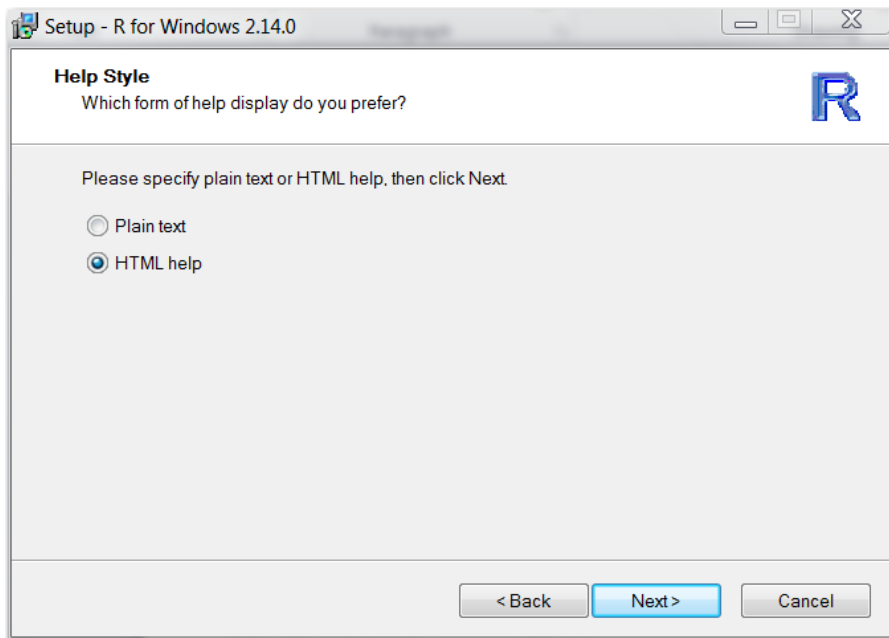 Setup - R for Windows 2.14.0
Help Style
Which form of help display do you prefer?
R
Please specify plain text or HTML help, then click Next.
Plain text
HTML help
< Back Next > Cancel